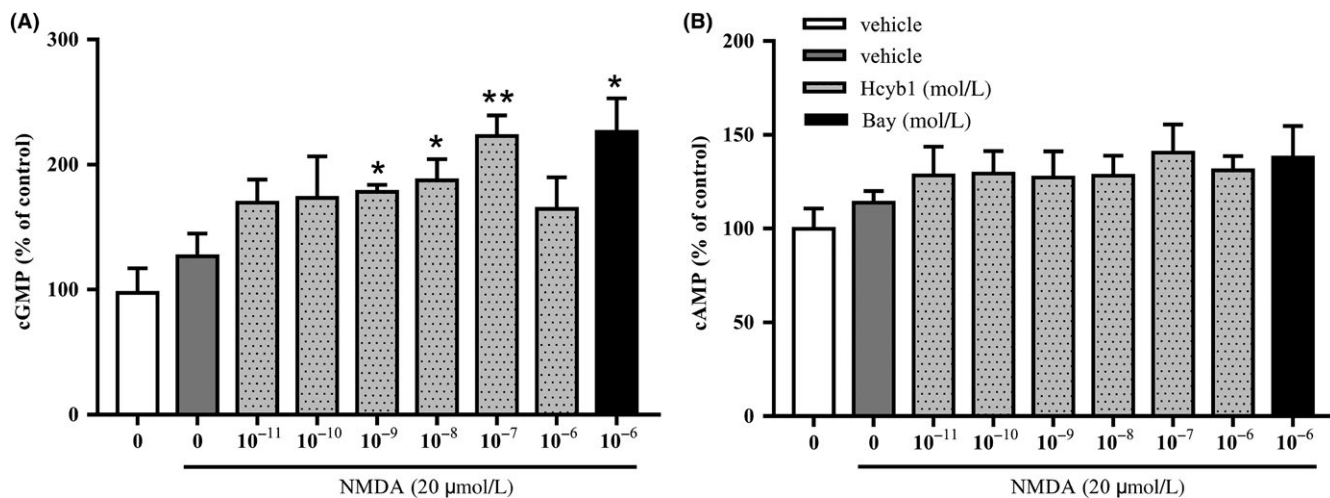 (A)
300
200
100
0
cGMP (% of control)
*
*
**
*
0 0 10⁻¹¹ 10⁻¹⁰ 10⁻⁹ 10⁻⁸ 10⁻⁷ 10⁻⁶ 10⁻⁶
NMDA (20 μmol/L)
(B)
vehicle
vehicle
Hcyb1 (mol/L)
Bay (mol/L)
200
150
100
50
0
cAMP (% of control)
0 0 10⁻¹¹ 10⁻¹⁰ 10⁻⁹ 10⁻⁸ 10⁻⁷ 10⁻⁶ 10⁻⁶
NMDA (20 μmol/L)